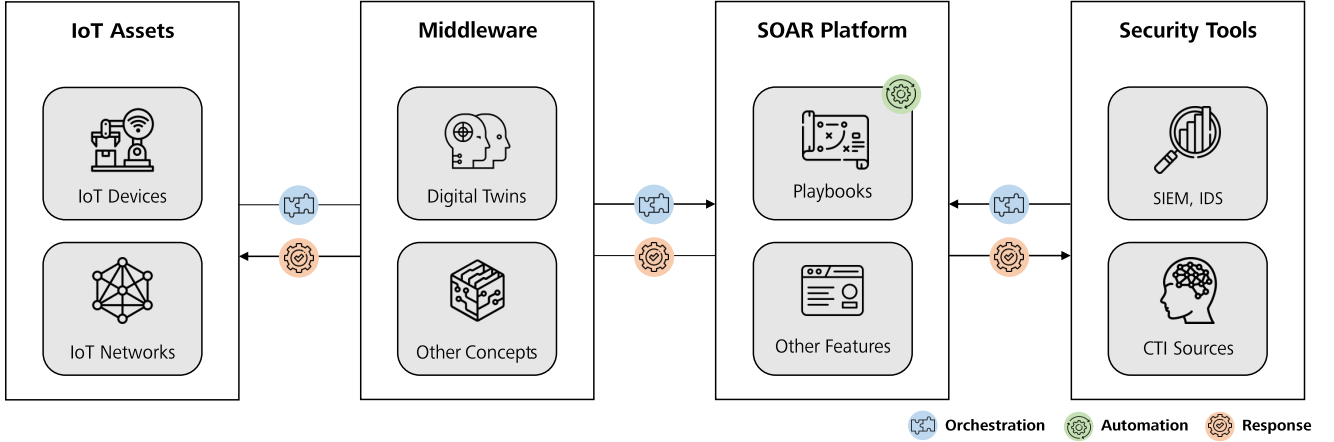 IoT Assets
Middleware
SOAR Platform
Security Tools
IoT Devices
Digital Twins
Playbooks
SIEM, IDS
IoT Networks
Other Concepts
Other Features
CTI Sources
Orchestration
Automation
Response